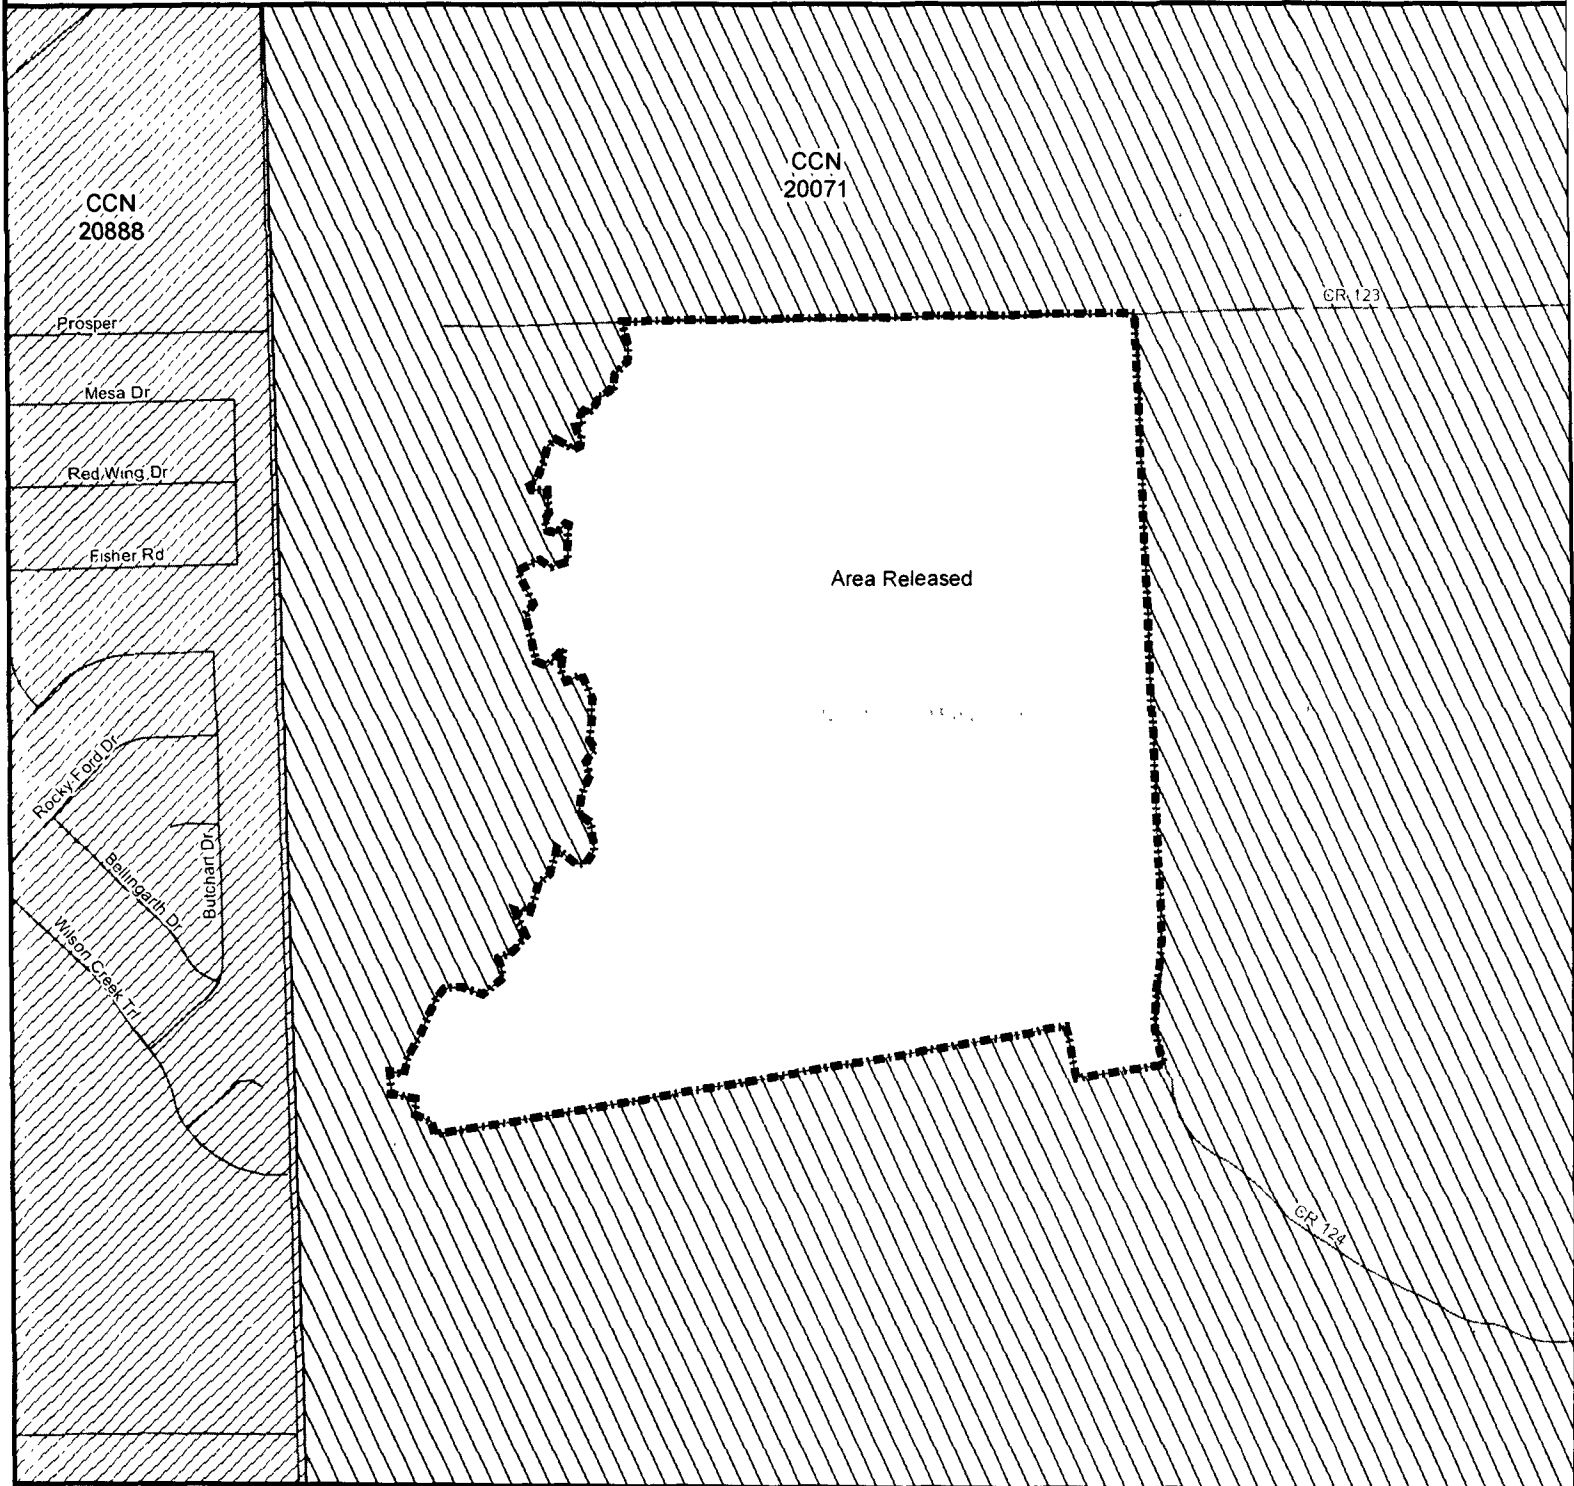 CCN
20071
CCN
20888
CR 123
Prosper
Mesa Dr
Red Wing Dr
Fisher Rd
Area Released
Rocky Ford Dr
Bellingarth Dr
Butchart Dr
Wilson Creek Trl
CR 124